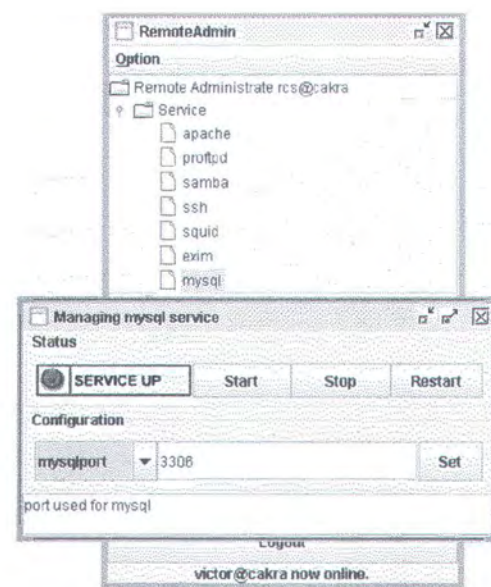 RemoteAdmin
Option
Remote Administrate rcs@cakra
Service
apache
proftpd
samba
ssh
squid
exim
mysql
Managing mysql service
Status
SERVICE UP Start Stop Restart
Configuration
mysqlport 3306 Set
port used for mysql
Logout
victor@cakra now online.